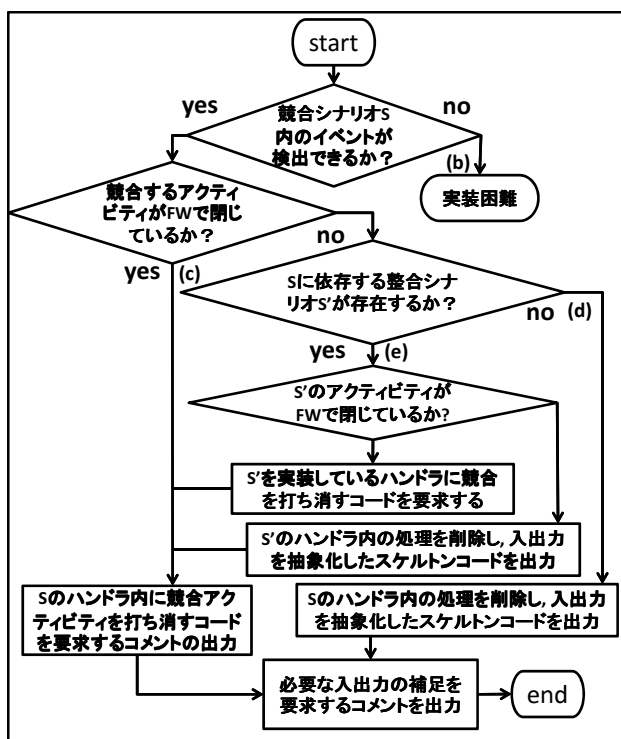 start
yes
no
競合シナリオS
内のイベントが
検出できるか？
(b)
実装困難
競合するアクティ
ビティがFWで閉じ
ているか？
no
yes
(c)
Sに依存する整合シナ
リオS'が存在するか？
no
(d)
yes
(e)
S'のアクティビティが
FWで閉じているか?
S'を実装しているハンドラに競合
を打ち消すコードを要求する
S'のハンドラ内の処理を削除し, 入出力
を抽象化したスケルトンコードを出力
Sのハンドラ内に競合アク
ティビティを打ち消すコード
を要求するコメントの出力
Sのハンドラ内の処理を削除し, 入出力
を抽象化したスケルトンコードを出力
必要な入出力の補足を
要求するコメントを出力
end